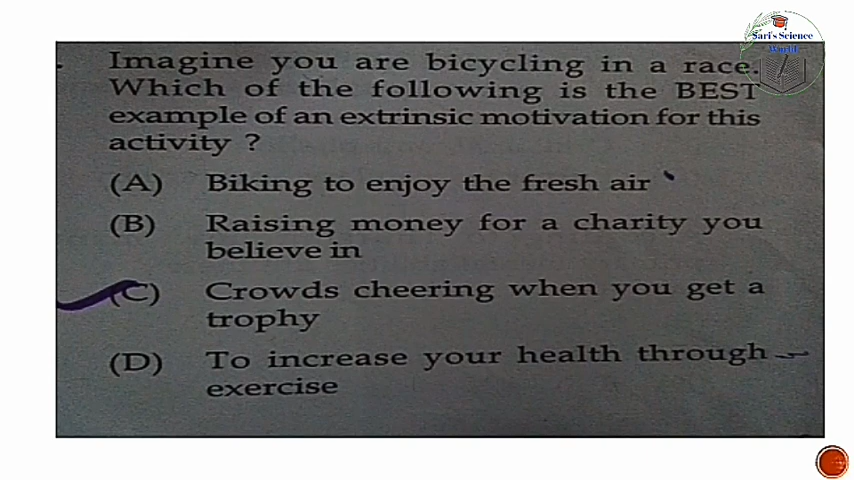 Sari's Science
World
Imagine you are bicycling in a race.
Which of the following is the BEST
example of an extrinsic motivation for this
activity ?
(A) Biking to enjoy the fresh air
(B) Raising money for a charity you
believe in
(C) Crowds cheering when you get a
trophy
(D) To increase your health through
exercise